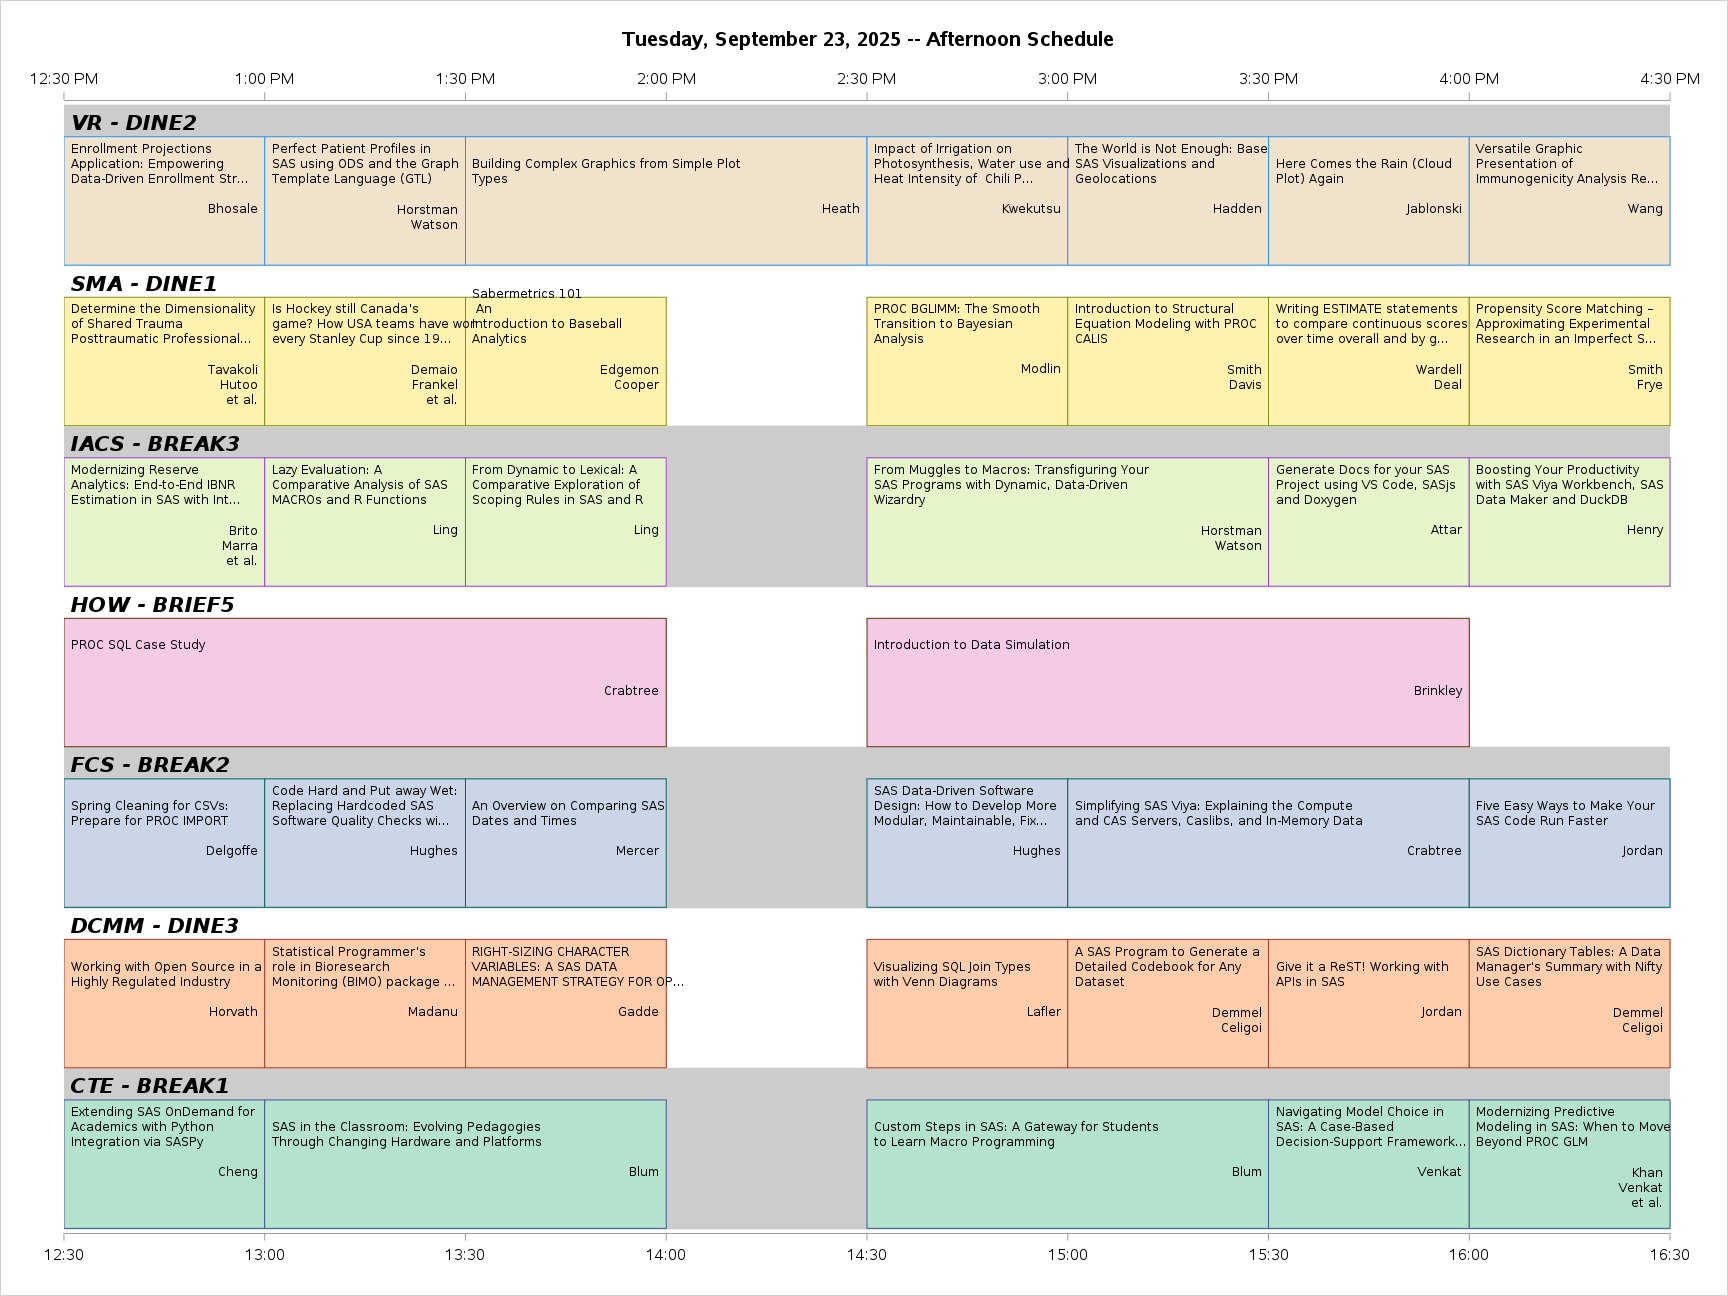 Tuesday, September 23, 2025 -- Afternoon Schedule
12:30 PM
1:00 PM
1:30 PM
2:00 PM
2:30 PM
3:00 PM
3:30 PM
4:00 PM
4:30 PM
VR - DINE2
Enrollment Projections
Application: Empowering
Data-Driven Enrollment Str...
Bhosale
Perfect Patient Profiles in
SAS using ODS and the Graph
Template Language (GTL)
Horstman
Watson
Building Complex Graphics from Simple Plot
Types
Heath
Impact of Irrigation on
Photosynthesis, Water use and
Heat Intensity of  Chili P...
Kwekutsu
The World is Not Enough: Base
SAS Visualizations and
Geolocations
Hadden
Here Comes the Rain (Cloud
Plot) Again
Jablonski
Versatile Graphic
Presentation of
Immunogenicity Analysis Re...
Wang
SMA - DINE1
Determine the Dimensionality
of Shared Trauma
Posttraumatic Professional...
Tavakoli
Hutoo
et al.
Is Hockey still Canada's
game? How USA teams have won
every Stanley Cup since 19...
Demaio
Frankel
et al.
Sabermetrics 101
An
Introduction to Baseball
Analytics
Edgemon
Cooper
PROC BGLIMM: The Smooth
Transition to Bayesian
Analysis
Modlin
Introduction to Structural
Equation Modeling with PROC
CALIS
Smith
Davis
Writing ESTIMATE statements
to compare continuous scores
over time overall and by g...
Wardell
Deal
Propensity Score Matching –
Approximating Experimental
Research in an Imperfect S...
Smith
Frye
IACS - BREAK3
Modernizing Reserve
Analytics: End-to-End IBNR
Estimation in SAS with Int...
Brito
Marra
et al.
Lazy Evaluation: A
Comparative Analysis of SAS
MACROs and R Functions
Ling
From Dynamic to Lexical: A
Comparative Exploration of
Scoping Rules in SAS and R
Ling
From Muggles to Macros: Transfiguring Your
SAS Programs with Dynamic, Data-Driven
Wizardry
Horstman
Watson
Generate Docs for your SAS
Project using VS Code, SASjs
and Doxygen
Attar
Boosting Your Productivity
with SAS Viya Workbench, SAS
Data Maker and DuckDB
Henry
HOW - BRIEF5
PROC SQL Case Study
Crabtree
Introduction to Data Simulation
Brinkley
FCS - BREAK2
Spring Cleaning for CSVs:
Prepare for PROC IMPORT
Delgoffe
Code Hard and Put away Wet:
Replacing Hardcoded SAS
Software Quality Checks wi...
Hughes
An Overview on Comparing SAS
Dates and Times
Mercer
SAS Data-Driven Software
Design: How to Develop More
Modular, Maintainable, Fix...
Hughes
Simplifying SAS Viya: Explaining the Compute
and CAS Servers, Caslibs, and In-Memory Data
Crabtree
Five Easy Ways to Make Your
SAS Code Run Faster
Jordan
DCMM - DINE3
Working with Open Source in a
Highly Regulated Industry
Horvath
Statistical Programmer's
role in Bioresearch
Monitoring (BIMO) package ...
Madanu
RIGHT-SIZING CHARACTER
VARIABLES: A SAS DATA
MANAGEMENT STRATEGY FOR OP...
Gadde
Visualizing SQL Join Types
with Venn Diagrams
Lafler
A SAS Program to Generate a
Detailed Codebook for Any
Dataset
Demmel
Celigoi
Give it a ReST! Working with
APIs in SAS
Jordan
SAS Dictionary Tables: A Data
Manager's Summary with Nifty
Use Cases
Demmel
Celigoi
CTE - BREAK1
Extending SAS OnDemand for
Academics with Python
Integration via SASPy
Cheng
SAS in the Classroom: Evolving Pedagogies
Through Changing Hardware and Platforms
Blum
Custom Steps in SAS: A Gateway for Students
to Learn Macro Programming
Blum
Navigating Model Choice in
SAS: A Case-Based
Decision-Support Framework...
Venkat
Modernizing Predictive
Modeling in SAS: When to Move
Beyond PROC GLM
Khan
Venkat
et al.
12:30
13:00
13:30
14:00
14:30
15:00
15:30
16:00
16:30